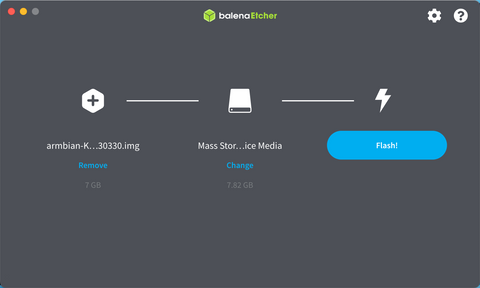 balenaEtcher
armbian-K...30330.img
Mass Stor...ice Media
Flash!
Remove
Change
7 GB
7.82 GB